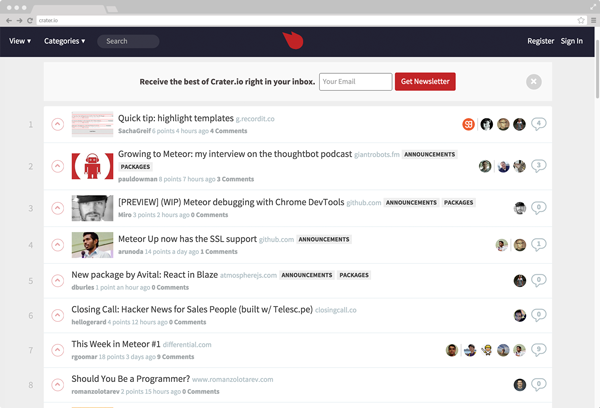 crater.io
View ▾ Categories ▾ Search Register Sign In
Receive the best of Crater.io right in your inbox. Your Email Get Newsletter
1 Quick tip: highlight templates g.recordit.co
SachaGreif 6 points 4 hours ago 4 Comments 4
2 Growing to Meteor: my interview on the thoughtbot podcast giantrobots.fm ANNOUNCEMENTS
PACKAGES
pauldowman 8 points 7 hours ago 3 Comments 3
3 [PREVIEW] (WIP) Meteor debugging with Chrome DevTools github.com ANNOUNCEMENTS PACKAGES
Miro 3 points 2 hours ago 0 Comments 0
4 Meteor Up now has the SSL support github.com ANNOUNCEMENTS
arunoda 14 points a day ago 1 Comments 1
5 New package by Avital: React in Blaze atmospherejs.com ANNOUNCEMENTS PACKAGES
dburles 1 point an hour ago 0 Comments 0
6 Closing Call: Hacker News for Sales People (built w/ Telesc.pe) closingcall.co
hellogerard 4 points 12 hours ago 0 Comments 0
7 This Week in Meteor #1 differential.com
rgoomar 18 points 3 days ago 9 Comments 9
8 Should You Be a Programmer? www.romanzolotarev.com
romanzolotarev 2 points 15 hours ago 0 Comments 0